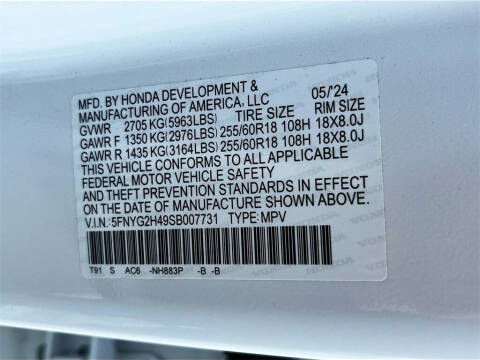 MFD. BY HONDA DEVELOPMENT & 05/'24
MANUFACTURING OF AMERICA, LLC
TIRE SIZE RIM SIZE
GVWR 2705 KG(5963LBS)
GAWR F 1350 KG(2976LBS) 255/60R18 108H 18X8.0J
GAWR R 1435 KG(3164LBS) 255/60R18 108H 18X8.0J
THIS VEHICLE CONFORMS TO ALL APPLICABLE
FEDERAL MOTOR VEHICLE SAFETY
AND THEFT PREVENTION STANDARDS IN EFFECT
ON THE DATE OF MANUFACTURE SHOWN ABOVE.
V.I.N.: 5FNYG2H49SB007731 TYPE: MPV
T91 S AC6 -NH883P -B -B